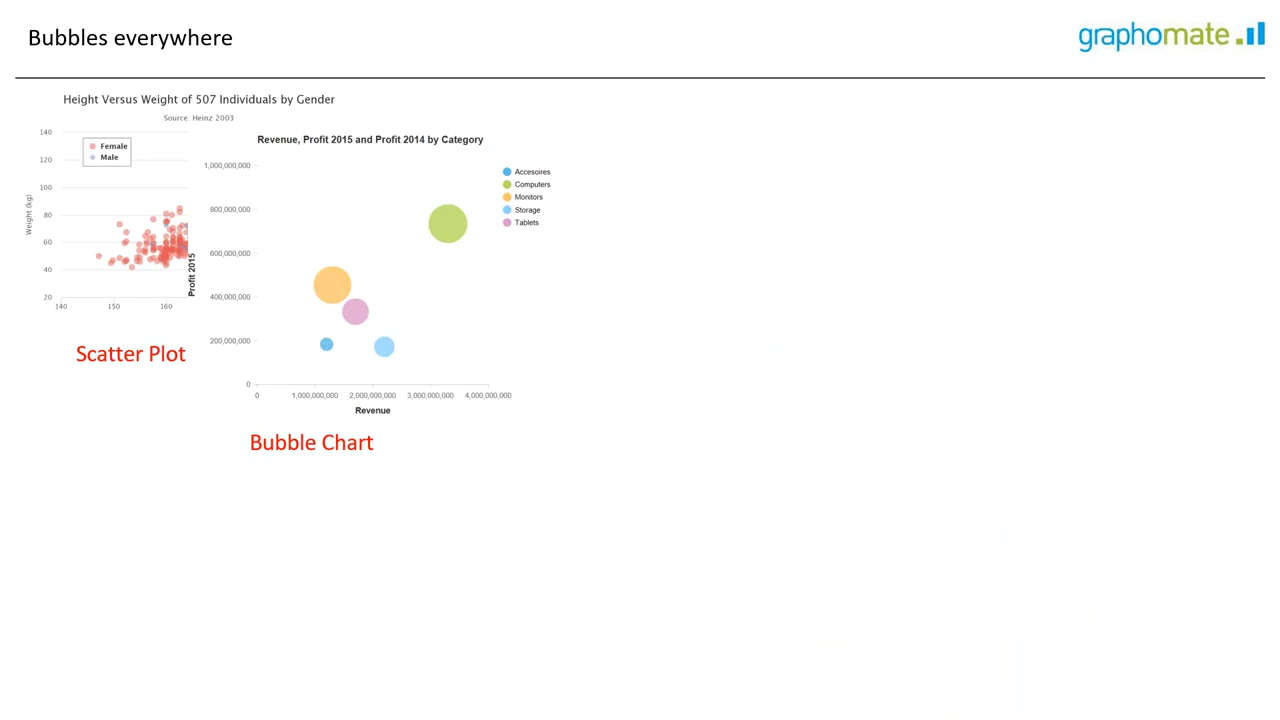 Bubbles everywhere
graphomate
Height Versus Weight of 507 Individuals by Gender
Source: Heinz 2003
Female
Male
140
120
100
80
60
40
20
Weight (kg)
140 150 160
Scatter Plot
Revenue, Profit 2015 and Profit 2014 by Category
1,000,000,000
800,000,000
600,000,000
400,000,000
200,000,000
0
Profit 2015
0 1,000,000,000 2,000,000,000 3,000,000,000 4,000,000,000
Revenue
Accesoires
Computers
Monitors
Storage
Tablets
Bubble Chart